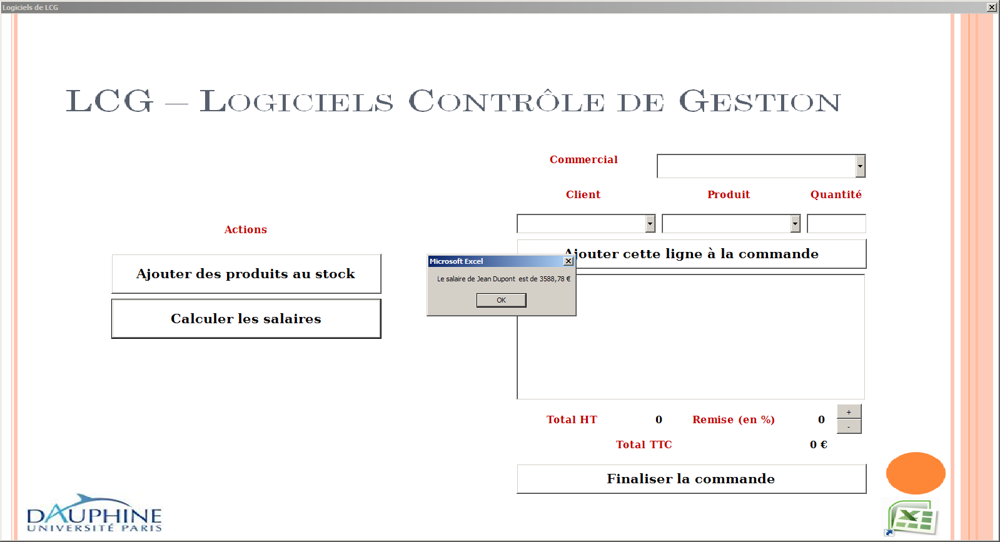 Logiciels de LCG
LCG – Logiciels Contrôle de Gestion
Commercial
Client Produit Quantité
Actions
Ajouter cette ligne à la commande
Ajouter des produits au stock
Calculer les salaires
Microsoft Excel
Le salaire de Jean Dupont est de 3588,78 €
OK
Total HT 0 Remise (en %) 0
+
-
Total TTC 0 €
Finaliser la commande
DAUPHINE
UNIVERSITÉ PARIS